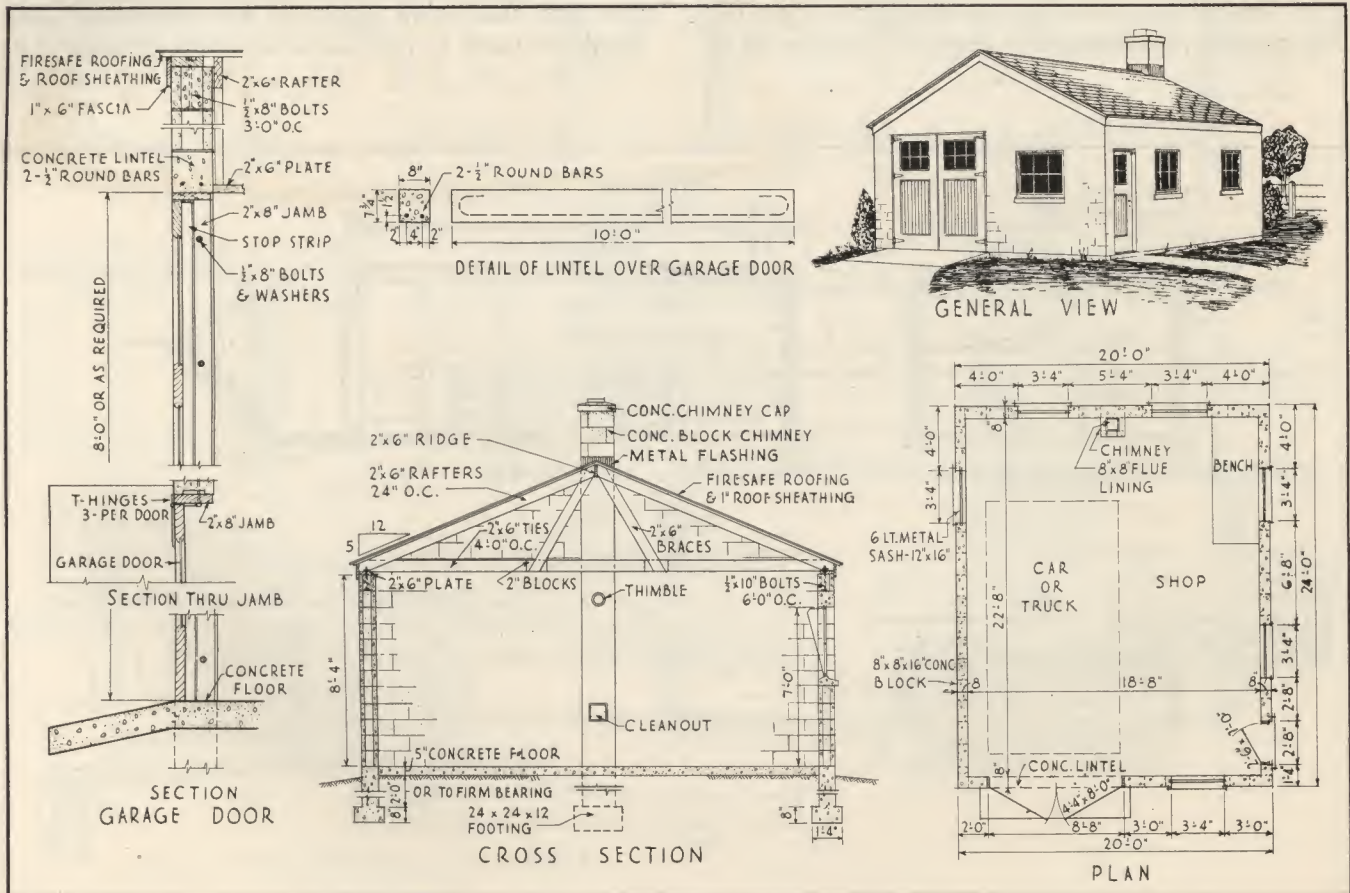 FIRESAFE ROOFING
& ROOF SHEATHING
1" x 6" FASCIA
2"x6" RAFTER
½"x8" BOLTS
3'-0" O.C
CONCRETE LINTEL
2-½" ROUND BARS
2"x6" PLATE
2"x8" JAMB
STOP STRIP
½"x8" BOLTS
& WASHERS
8'-0" OR AS REQUIRED
T-HINGES
3-PER DOOR
2"x8" JAMB
GARAGE DOOR
SECTION THRU JAMB
CONCRETE
FLOOR
SECTION
GARAGE DOOR
8"
2-½" ROUND BARS
7¾"
1½"
2" 4" 2"
10'-0"
DETAIL OF LINTEL OVER GARAGE DOOR
GENERAL VIEW
CONC. CHIMNEY CAP
CONC. BLOCK CHIMNEY
METAL FLASHING
2"x6" RIDGE
2"x6" RAFTERS
24" O.C.
FIRESAFE ROOFING
& 1" ROOF SHEATHING
12
5
2"x6" TIES
4'-0" O.C.
2"x6"
BRACES
2"x6" PLATE
2" BLOCKS
THIMBLE
½"x10" BOLTS
6'-0" O.C.
8'-4"
7'-0"
CLEANOUT
5" CONCRETE FLOOR
2'-0"
OR TO FIRM BEARING
8"
24 x 24 x 12
FOOTING
8"
1'-4"
CROSS SECTION
20'-0"
4'-0" 3'-4" 5'-4" 3'-4" 4'-0"
8"
4'-0"
3'-4"
CHIMNEY
8"x8" FLUE
LINING
BENCH
4'-0"
3'-4"
6'-8"
24'-0"
3'-4"
2'-8"
2'-8"
1'-4"
6 LT. METAL
SASH-12"x16"
CAR
OR
TRUCK
SHOP
22'-8"
8"x8"x16" CONC
BLOCK
8 18'-8" 8
8"
CONC. LINTEL
4'-4"x8'-0"
2'-0" 8'-8" 3'-0" 3'-4" 3'-0"
20'-0"
PLAN